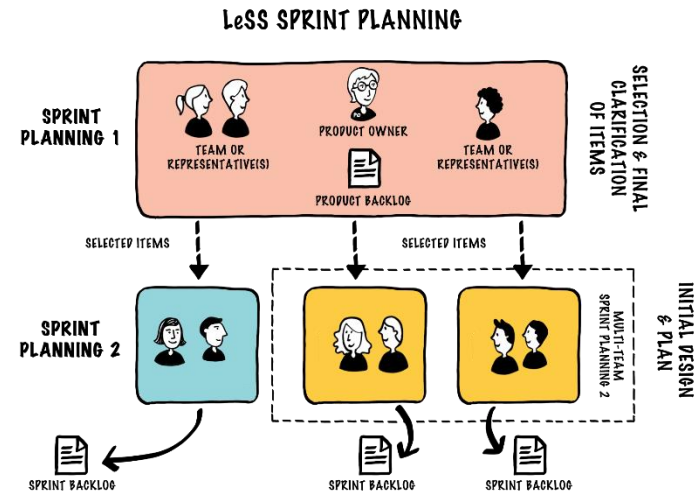 LeSS SPRINT PLANNING
SPRINT
PLANNING 1
TEAM OR
REPRESENTATIVE(S)
PO
PRODUCT OWNER
PRODUCT BACKLOG
TEAM OR
REPRESENTATIVE(S)
SELECTION & FINAL
CLARIFICATION
OF ITEMS
SELECTED ITEMS
SELECTED ITEMS
SPRINT
PLANNING 2
MULTI-TEAM
SPRINT PLANNING 2
INITIAL DESIGN
& PLAN
SPRINT BACKLOG
SPRINT BACKLOG
SPRINT BACKLOG